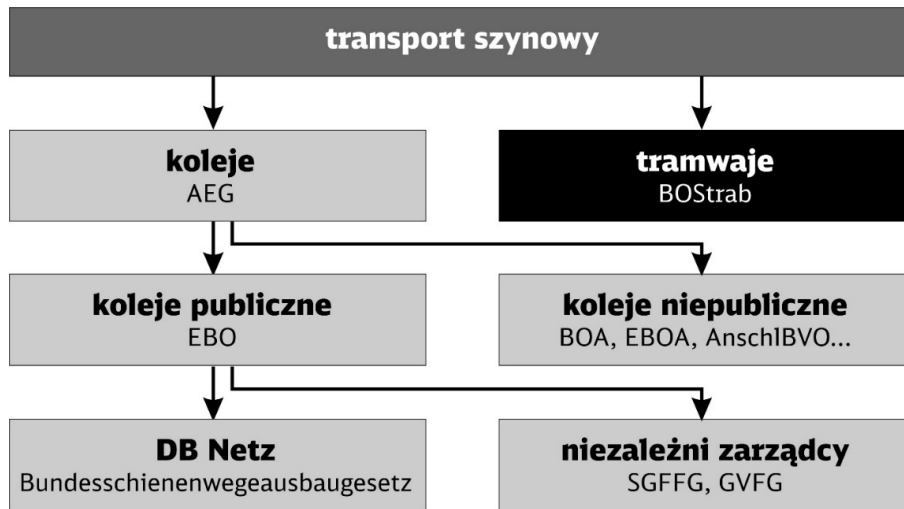 transport szynowy
koleje
AEG
tramwaje
BOStrab
koleje publiczne
EBO
koleje niepubliczne
BOA, EBOA, AnschlBVO...
DB Netz
Bundesschienenwegeausbaugesetz
niezależni zarządcy
SGFFG, GVFG